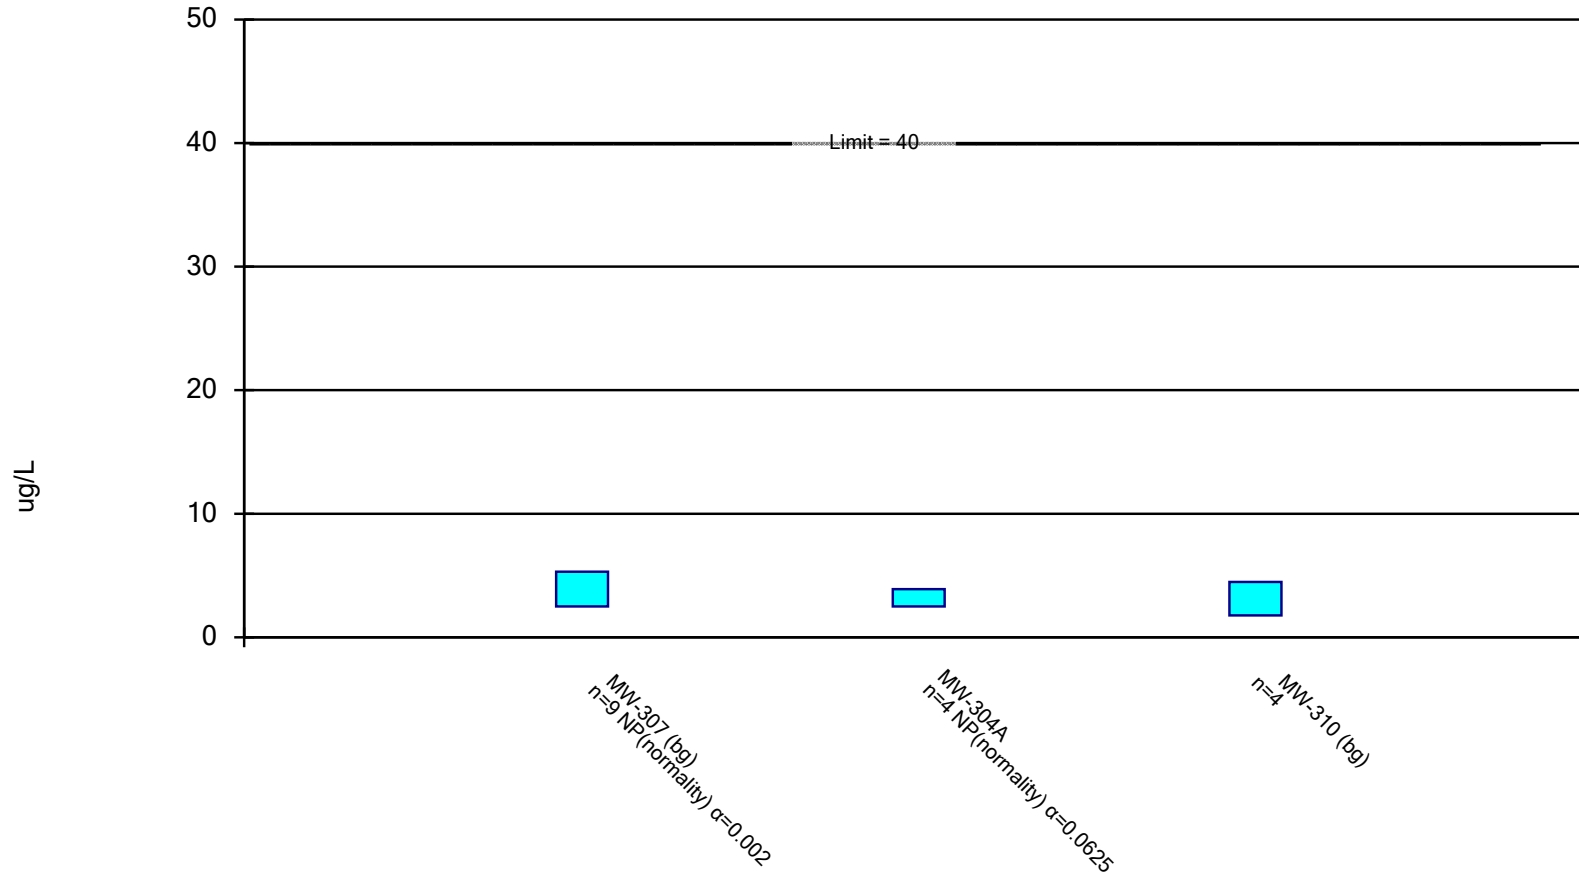 50
40
Limit = 40
30
20
10
0
ug/L
MW-307 (bg)
n=9 NP(normality) α=0.002
MW-304A
n=4 NP(normality) α=0.0625
MW-310 (bg)
n=4